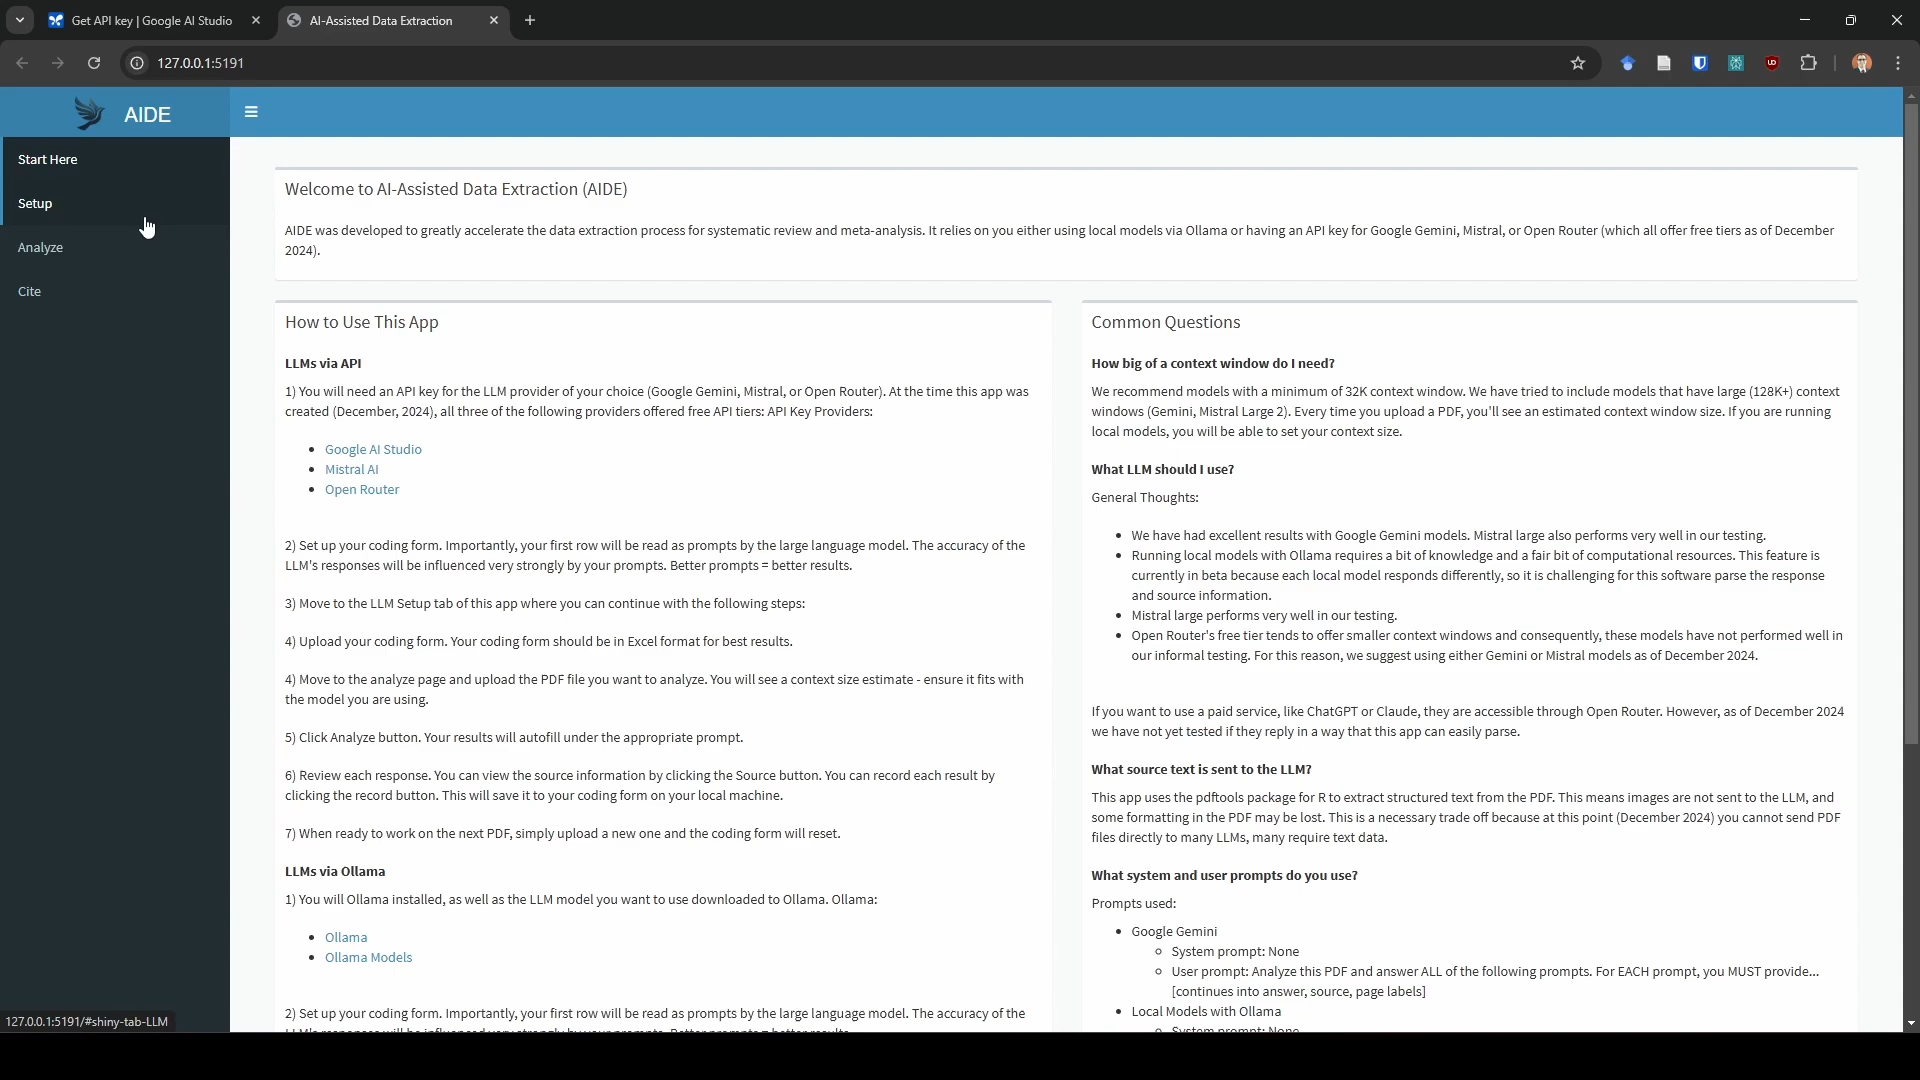 Get API key | Google AI Studio
AI-Assisted Data Extraction
127.0.0.1:5191
AIDE
Start Here
Setup
Analyze
Cite
Welcome to AI-Assisted Data Extraction (AIDE)
AIDE was developed to greatly accelerate the data extraction process for systematic review and meta-analysis. It relies on you either using local models via Ollama or having an API key for Google Gemini, Mistral, or Open Router (which all offer free tiers as of December
2024).
How to Use This App
LLMs via API
1) You will need an API key for the LLM provider of your choice (Google Gemini, Mistral, or Open Router). At the time this app was
created (December, 2024), all three of the following providers offered free API tiers: API Key Providers:
• Google AI Studio
• Mistral AI
• Open Router
2) Set up your coding form. Importantly, your first row will be read as prompts by the large language model. The accuracy of the
LLM's responses will be influenced very strongly by your prompts. Better prompts = better results.
3) Move to the LLM Setup tab of this app where you can continue with the following steps:
4) Upload your coding form. Your coding form should be in Excel format for best results.
4) Move to the analyze page and upload the PDF file you want to analyze. You will see a context size estimate - ensure it fits with
the model you are using.
5) Click Analyze button. Your results will autofill under the appropriate prompt.
6) Review each response. You can view the source information by clicking the Source button. You can record each result by
clicking the record button. This will save it to your coding form on your local machine.
7) When ready to work on the next PDF, simply upload a new one and the coding form will reset.
LLMs via Ollama
1) You will Ollama installed, as well as the LLM model you want to use downloaded to Ollama. Ollama:
• Ollama
• Ollama Models
2) Set up your coding form. Importantly, your first row will be read as prompts by the large language model. The accuracy of the
LLM's responses will be influenced very strongly by your prompts. Better prompts = better results.
Common Questions
How big of a context window do I need?
We recommend models with a minimum of 32K context window. We have tried to include models that have large (128K+) context
windows (Gemini, Mistral Large 2). Every time you upload a PDF, you'll see an estimated context window size. If you are running
local models, you will be able to set your context size.
What LLM should I use?
General Thoughts:
• We have had excellent results with Google Gemini models. Mistral large also performs very well in our testing.
• Running local models with Ollama requires a bit of knowledge and a fair bit of computational resources. This feature is
currently in beta because each local model responds differently, so it is challenging for this software parse the response
and source information.
• Mistral large performs very well in our testing.
• Open Router's free tier tends to offer smaller context windows and consequently, these models have not performed well in
our informal testing. For this reason, we suggest using either Gemini or Mistral models as of December 2024.
If you want to use a paid service, like ChatGPT or Claude, they are accessible through Open Router. However, as of December 2024
we have not yet tested if they reply in a way that this app can easily parse.
What source text is sent to the LLM?
This app uses the pdftools package for R to extract structured text from the PDF. This means images are not sent to the LLM, and
some formatting in the PDF may be lost. This is a necessary trade off because at this point (December 2024) you cannot send PDF
files directly to many LLMs, many require text data.
What system and user prompts do you use?
Prompts used:
• Google Gemini
System prompt: None
User prompt: Analyze this PDF and answer ALL of the following prompts. For EACH prompt, you MUST provide...
[continues into answer, source, page labels]
• Local Models with Ollama
System prompt: None
127.0.0.1:5191/#shiny-tab-LLM